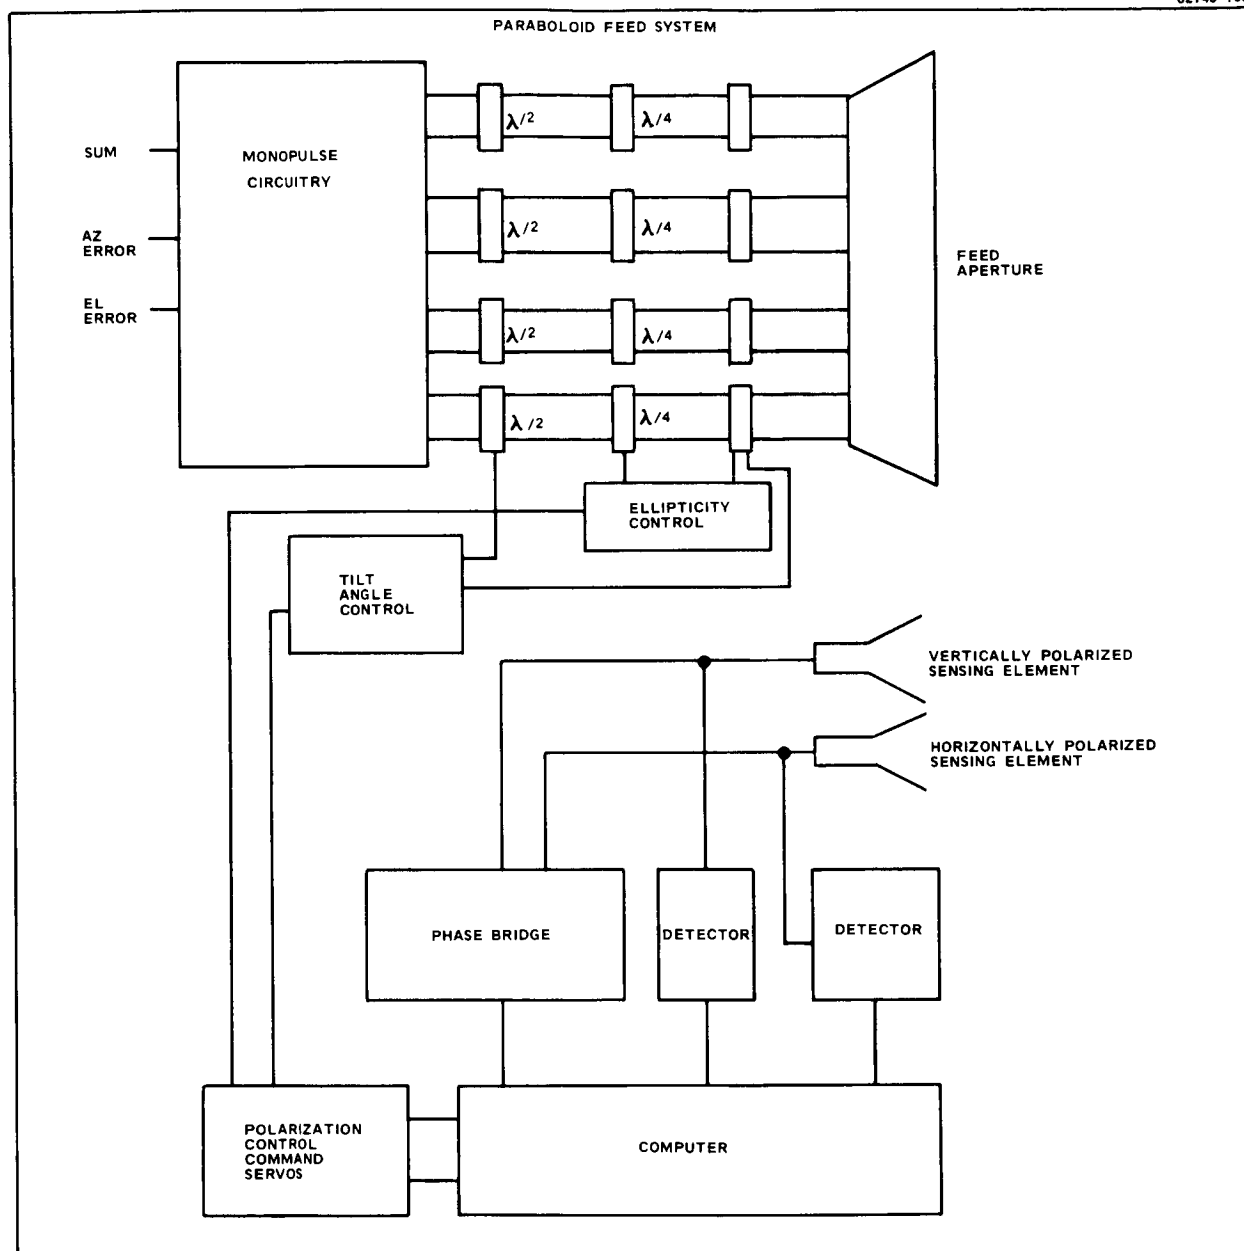 PARABOLOID FEED SYSTEM
MONOPULSE
CIRCUITRY
SUM
AZ
ERROR
EL
ERROR
λ/2
λ/4
λ/2
λ/4
λ/2
λ/4
λ/2
λ/4
FEED
APERTURE
ELLIPTICITY
CONTROL
TILT
ANGLE
CONTROL
VERTICALLY POLARIZED
SENSING ELEMENT
HORIZONTALLY POLARIZED
SENSING ELEMENT
PHASE BRIDGE
DETECTOR
DETECTOR
POLARIZATION
CONTROL
COMMAND
SERVOS
COMPUTER